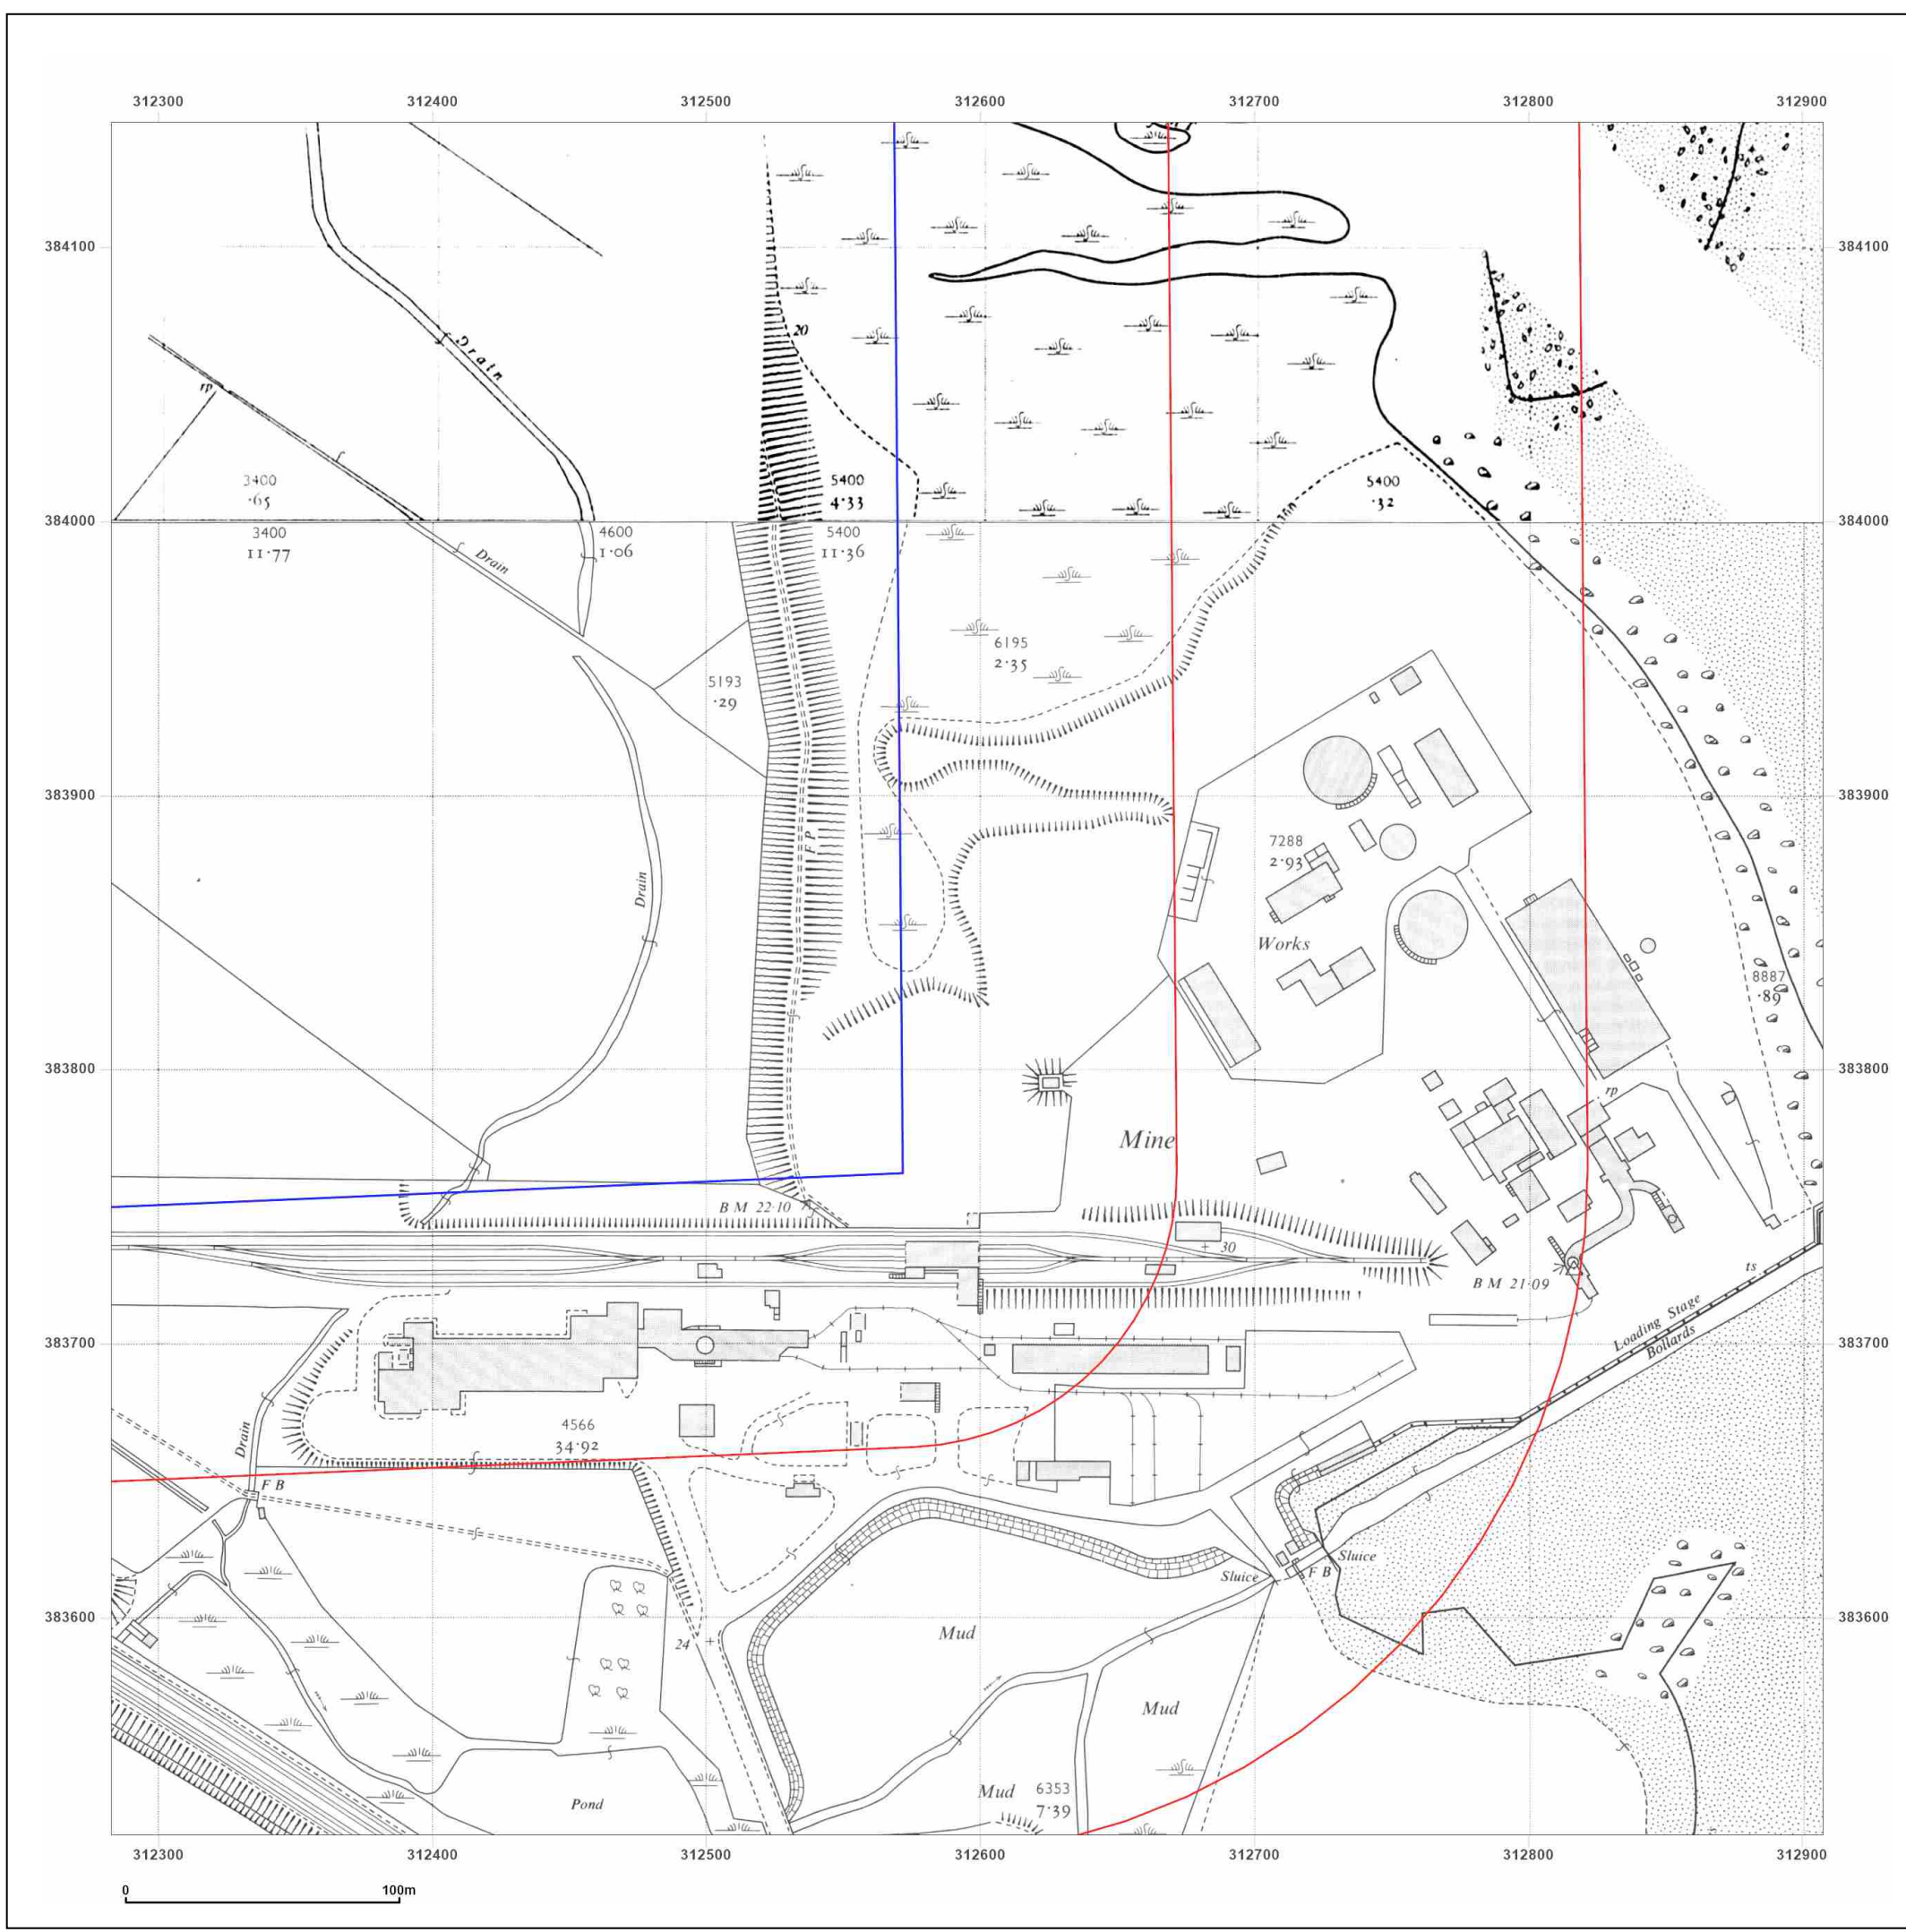 312300 312400 312500 312600 312700 312800 312900
384100 384100
20
Drain
rp
3400
·65
5400
4·33
5400
·32
384000 384000
3400
11·77
4600
1·06
5400
11·36
Drain
6195
2·35
5193
·29
383900 383900
F P
7288
2·93
Drain
Works
8887
·89
383800 383800
rp
Mine
B M 22·10
30
B M 21·09
ts
Loading Stage
Bollards
383700 383700
4566
34·92
Drain
F B
Sluice
Sluice
F B
383600 383600
24
Mud
Mud
Mud
6353
7·39
Pond
312300 312400 312500 312600 312700 312800 312900
0 100m